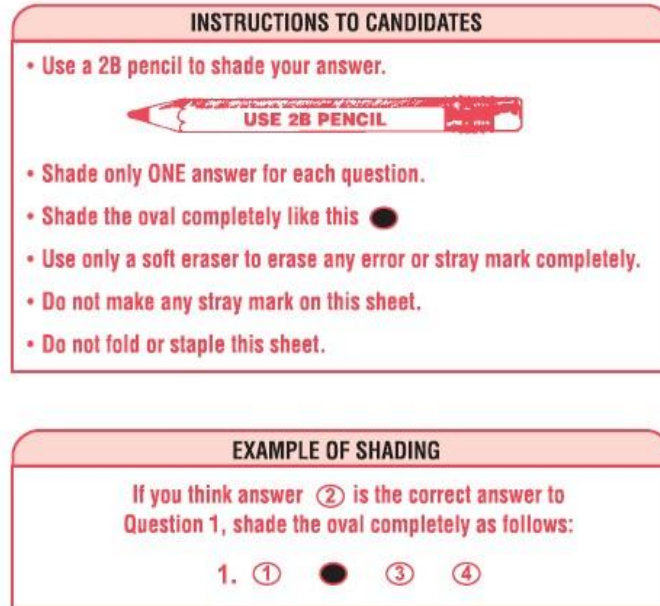 INSTRUCTIONS TO CANDIDATES
• Use a 2B pencil to shade your answer.
USE 2B PENCIL
• Shade only ONE answer for each question.
• Shade the oval completely like this
• Use only a soft eraser to erase any error or stray mark completely.
• Do not make any stray mark on this sheet.
• Do not fold or staple this sheet.
EXAMPLE OF SHADING
If you think answer ② is the correct answer to
Question 1, shade the oval completely as follows:
1. ① ③ ④